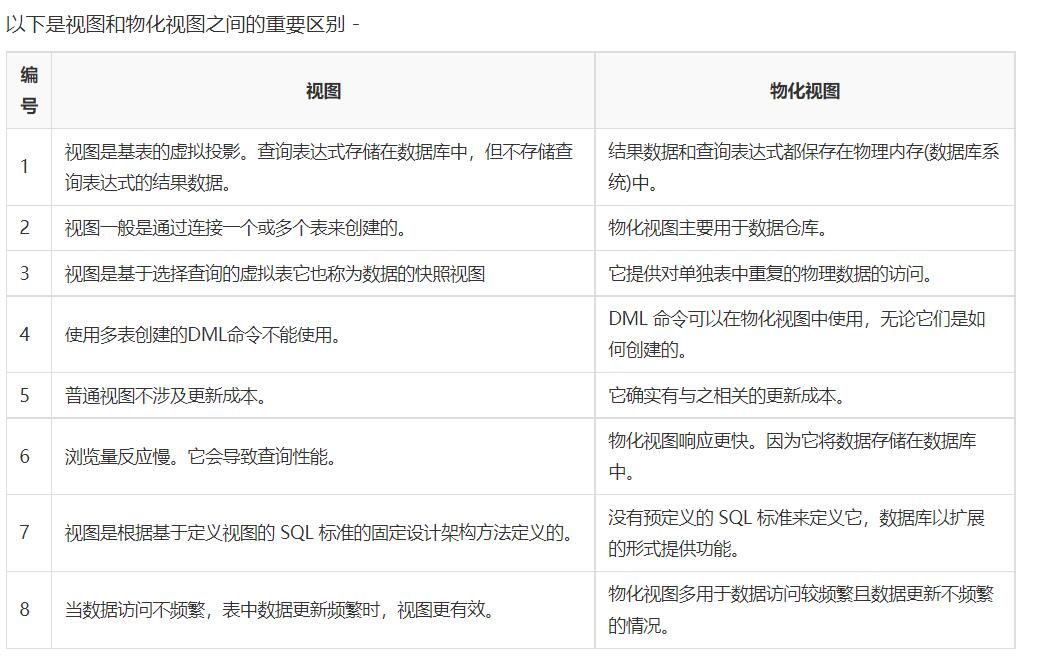 以下是视图和物化视图之间的重要区别 -
编
号
视图
物化视图
1
视图是基表的虚拟投影。查询表达式存储在数据库中，但不存储查
询表达式的结果数据。
结果数据和查询表达式都保存在物理内存(数据库系
统)中。
2
视图一般是通过连接一个或多个表来创建的。
物化视图主要用于数据仓库。
3
视图是基于选择查询的虚拟表它也称为数据的快照视图
它提供对单独表中重复的物理数据的访问。
4
使用多表创建的DML命令不能使用。
DML 命令可以在物化视图中使用，无论它们是如
何创建的。
5
普通视图不涉及更新成本。
它确实有与之相关的更新成本。
6
浏览量反应慢。它会导致查询性能。
物化视图响应更快。因为它将数据存储在数据库
中。
7
视图是根据基于定义视图的 SQL 标准的固定设计架构方法定义的。
没有预定义的 SQL 标准来定义它，数据库以扩展
的形式提供功能。
8
当数据访问不频繁，表中数据更新频繁时，视图更有效。
物化视图多用于数据访问较频繁且数据更新不频繁
的情况。